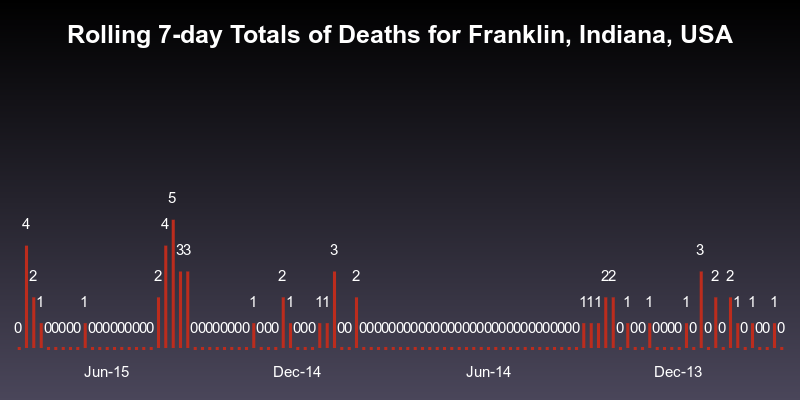 Rolling 7-day Totals of Deaths for Franklin, Indiana, USA
5
4 4
33 3 3
2 2 2 2 22 2 2
1 1 1 1 11 111 1 1 1 1 1 1
0 00000 000000000 00000000 000 000 00 000000000000000000000000000000 0 00 0000 0 0 0 0 00 0
Jun-15 Dec-14 Jun-14 Dec-13